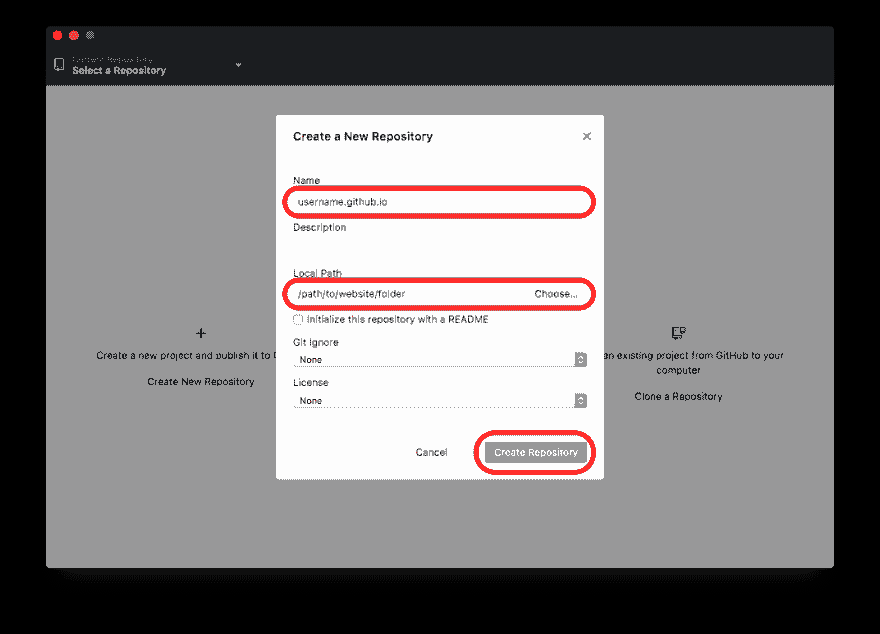 Current Repository
Select a Repository
Create a New Repository
Name
username.github.io
Description
Local Path
/path/to/website/folder
Choose...
Initialize this repository with a README
Git Ignore
None
License
None
Cancel
Create Repository
Create a new project and publish it to
Create New Repository
an existing project from GitHub to your
computer
Clone a Repository